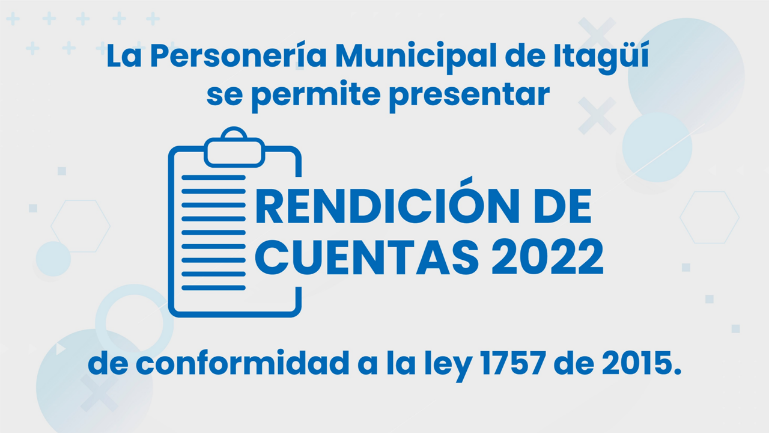 La Personería Municipal de Itagüí
se permite presentar
RENDICIÓN DE
CUENTAS 2022
de conformidad a la ley 1757 de 2015.